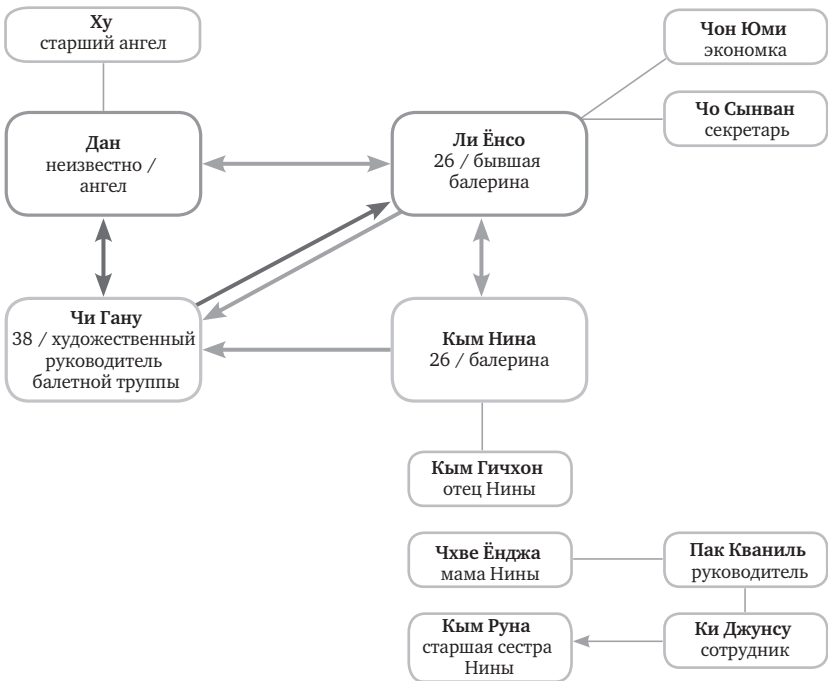 Ху
старший ангел
Чон Юми
экономка
Чо Сынван
секретарь
Дан
неизвестно /
ангел
Ли Ёнсо
26 / бывшая
балерина
Чи Гану
38 / художественный
руководитель
балетной труппы
Кым Нина
26 / балерина
Кым Гичхон
отец Нины
Чхве Ёнджа
мама Нины
Пак Кваниль
руководитель
Кым Руна
старшая сестра
Нины
Ки Джунсу
сотрудник